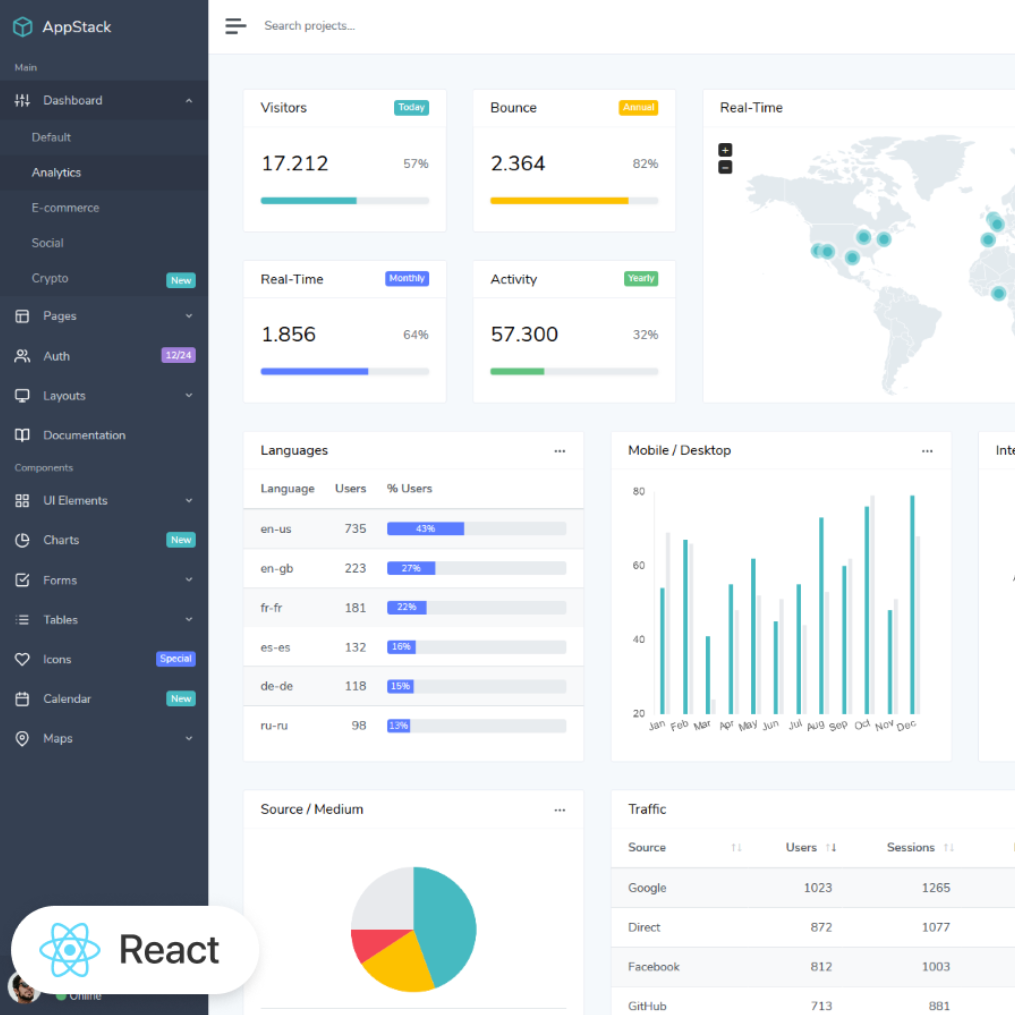 AppStack
Main
Dashboard
Default
Analytics
E-commerce
Social
Crypto New
Pages
Auth 12/24
Layouts
Documentation
Components
UI Elements
Charts New
Forms
Tables
Icons Special
Calendar New
Maps
React
Online
Search projects...
Visitors Today
17.212 57%
Bounce Annual
2.364 82%
Real-Time
+
−
Real-Time Monthly
1.856 64%
Activity Yearly
57.300 32%
Languages ...
Language Users % Users
en-us 735 43%
en-gb 223 27%
fr-fr 181 22%
es-es 132 16%
de-de 118 15%
ru-ru 98 13%
Mobile / Desktop ...
80
60
40
20
Jan Feb Mar Apr May Jun Jul Aug Sep Oct Nov Dec
Source / Medium ...
Traffic
Source ↑↓ Users ↑↓ Sessions ↑↓
Google 1023 1265
Direct 872 1077
Facebook 812 1003
GitHub 713 881